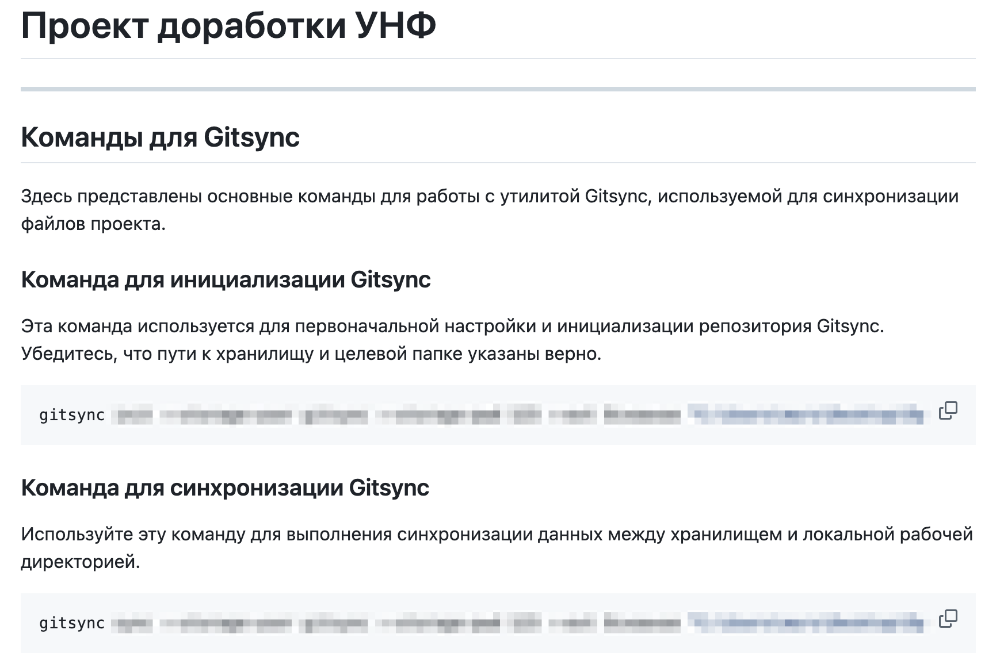 Проект доработки УНФ
Команды для Gitsync
Здесь представлены основные команды для работы с утилитой Gitsync, используемой для синхронизации
файлов проекта.
Команда для инициализации Gitsync
Эта команда используется для первоначальной настройки и инициализации репозитория Gitsync.
Убедитесь, что пути к хранилищу и целевой папке указаны верно.
gitsync
Команда для синхронизации Gitsync
Используйте эту команду для выполнения синхронизации данных между хранилищем и локальной рабочей
директорией.
gitsync